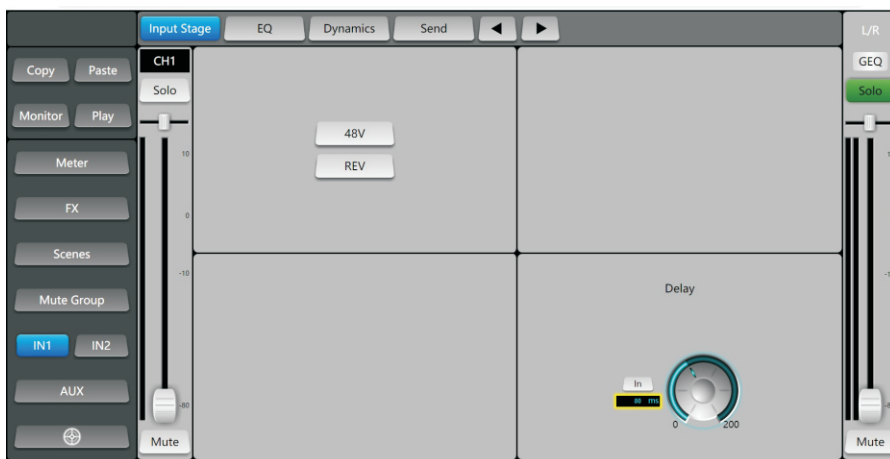 Input Stage EQ Dynamics Send
L/R
Copy Paste
CH1
GEQ
Solo
Solo
Monitor Play
48V
Meter
10
REV
FX
0
Scenes
-10
Delay
Mute Group
IN1 IN2
In
AUX
ms
-80
0 200
Mute
Mute